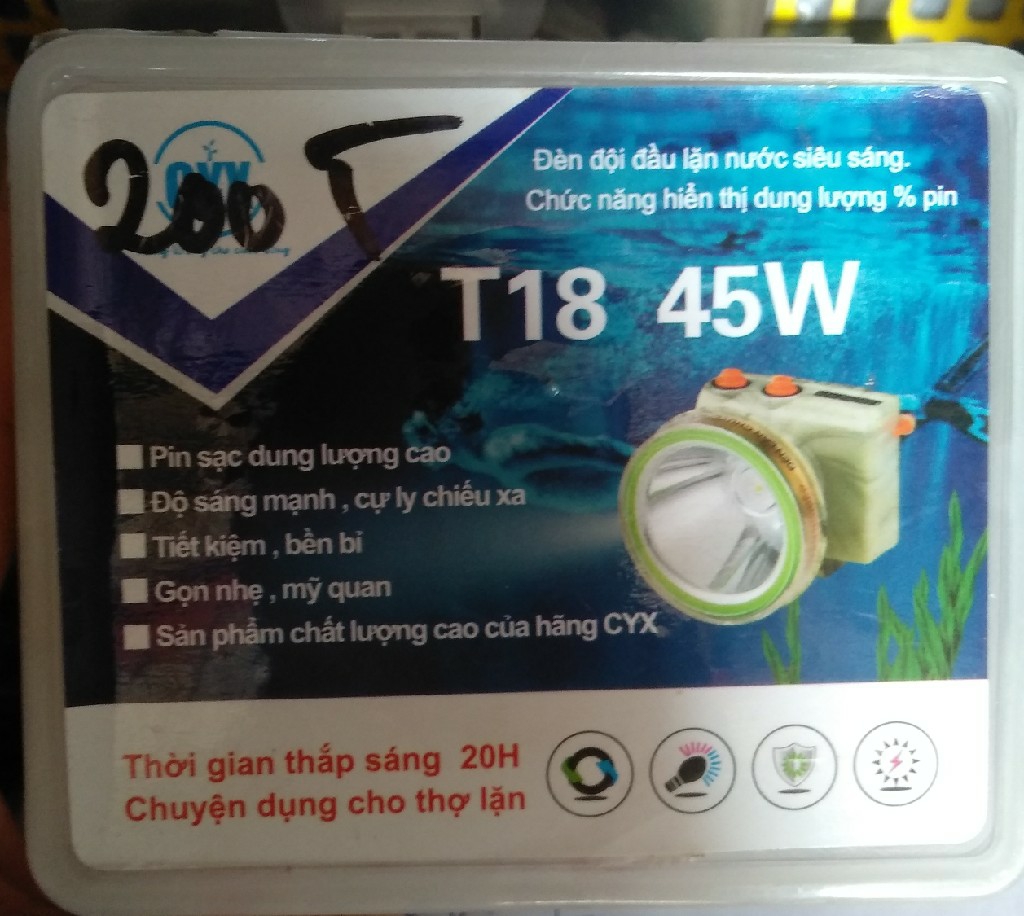 200 T
Đèn đội đầu lặn nước siêu sáng.
Chức năng hiển thị dung lượng % pin
T18 45W
Pin sạc dung lượng cao
Độ sáng mạnh , cự ly chiếu xa
Tiết kiệm , bền bỉ
Gọn nhẹ , mỹ quan
Sản phẩm chất lượng cao của hãng CYX
Thời gian thắp sáng 20H
Chuyện dụng cho thợ lặn